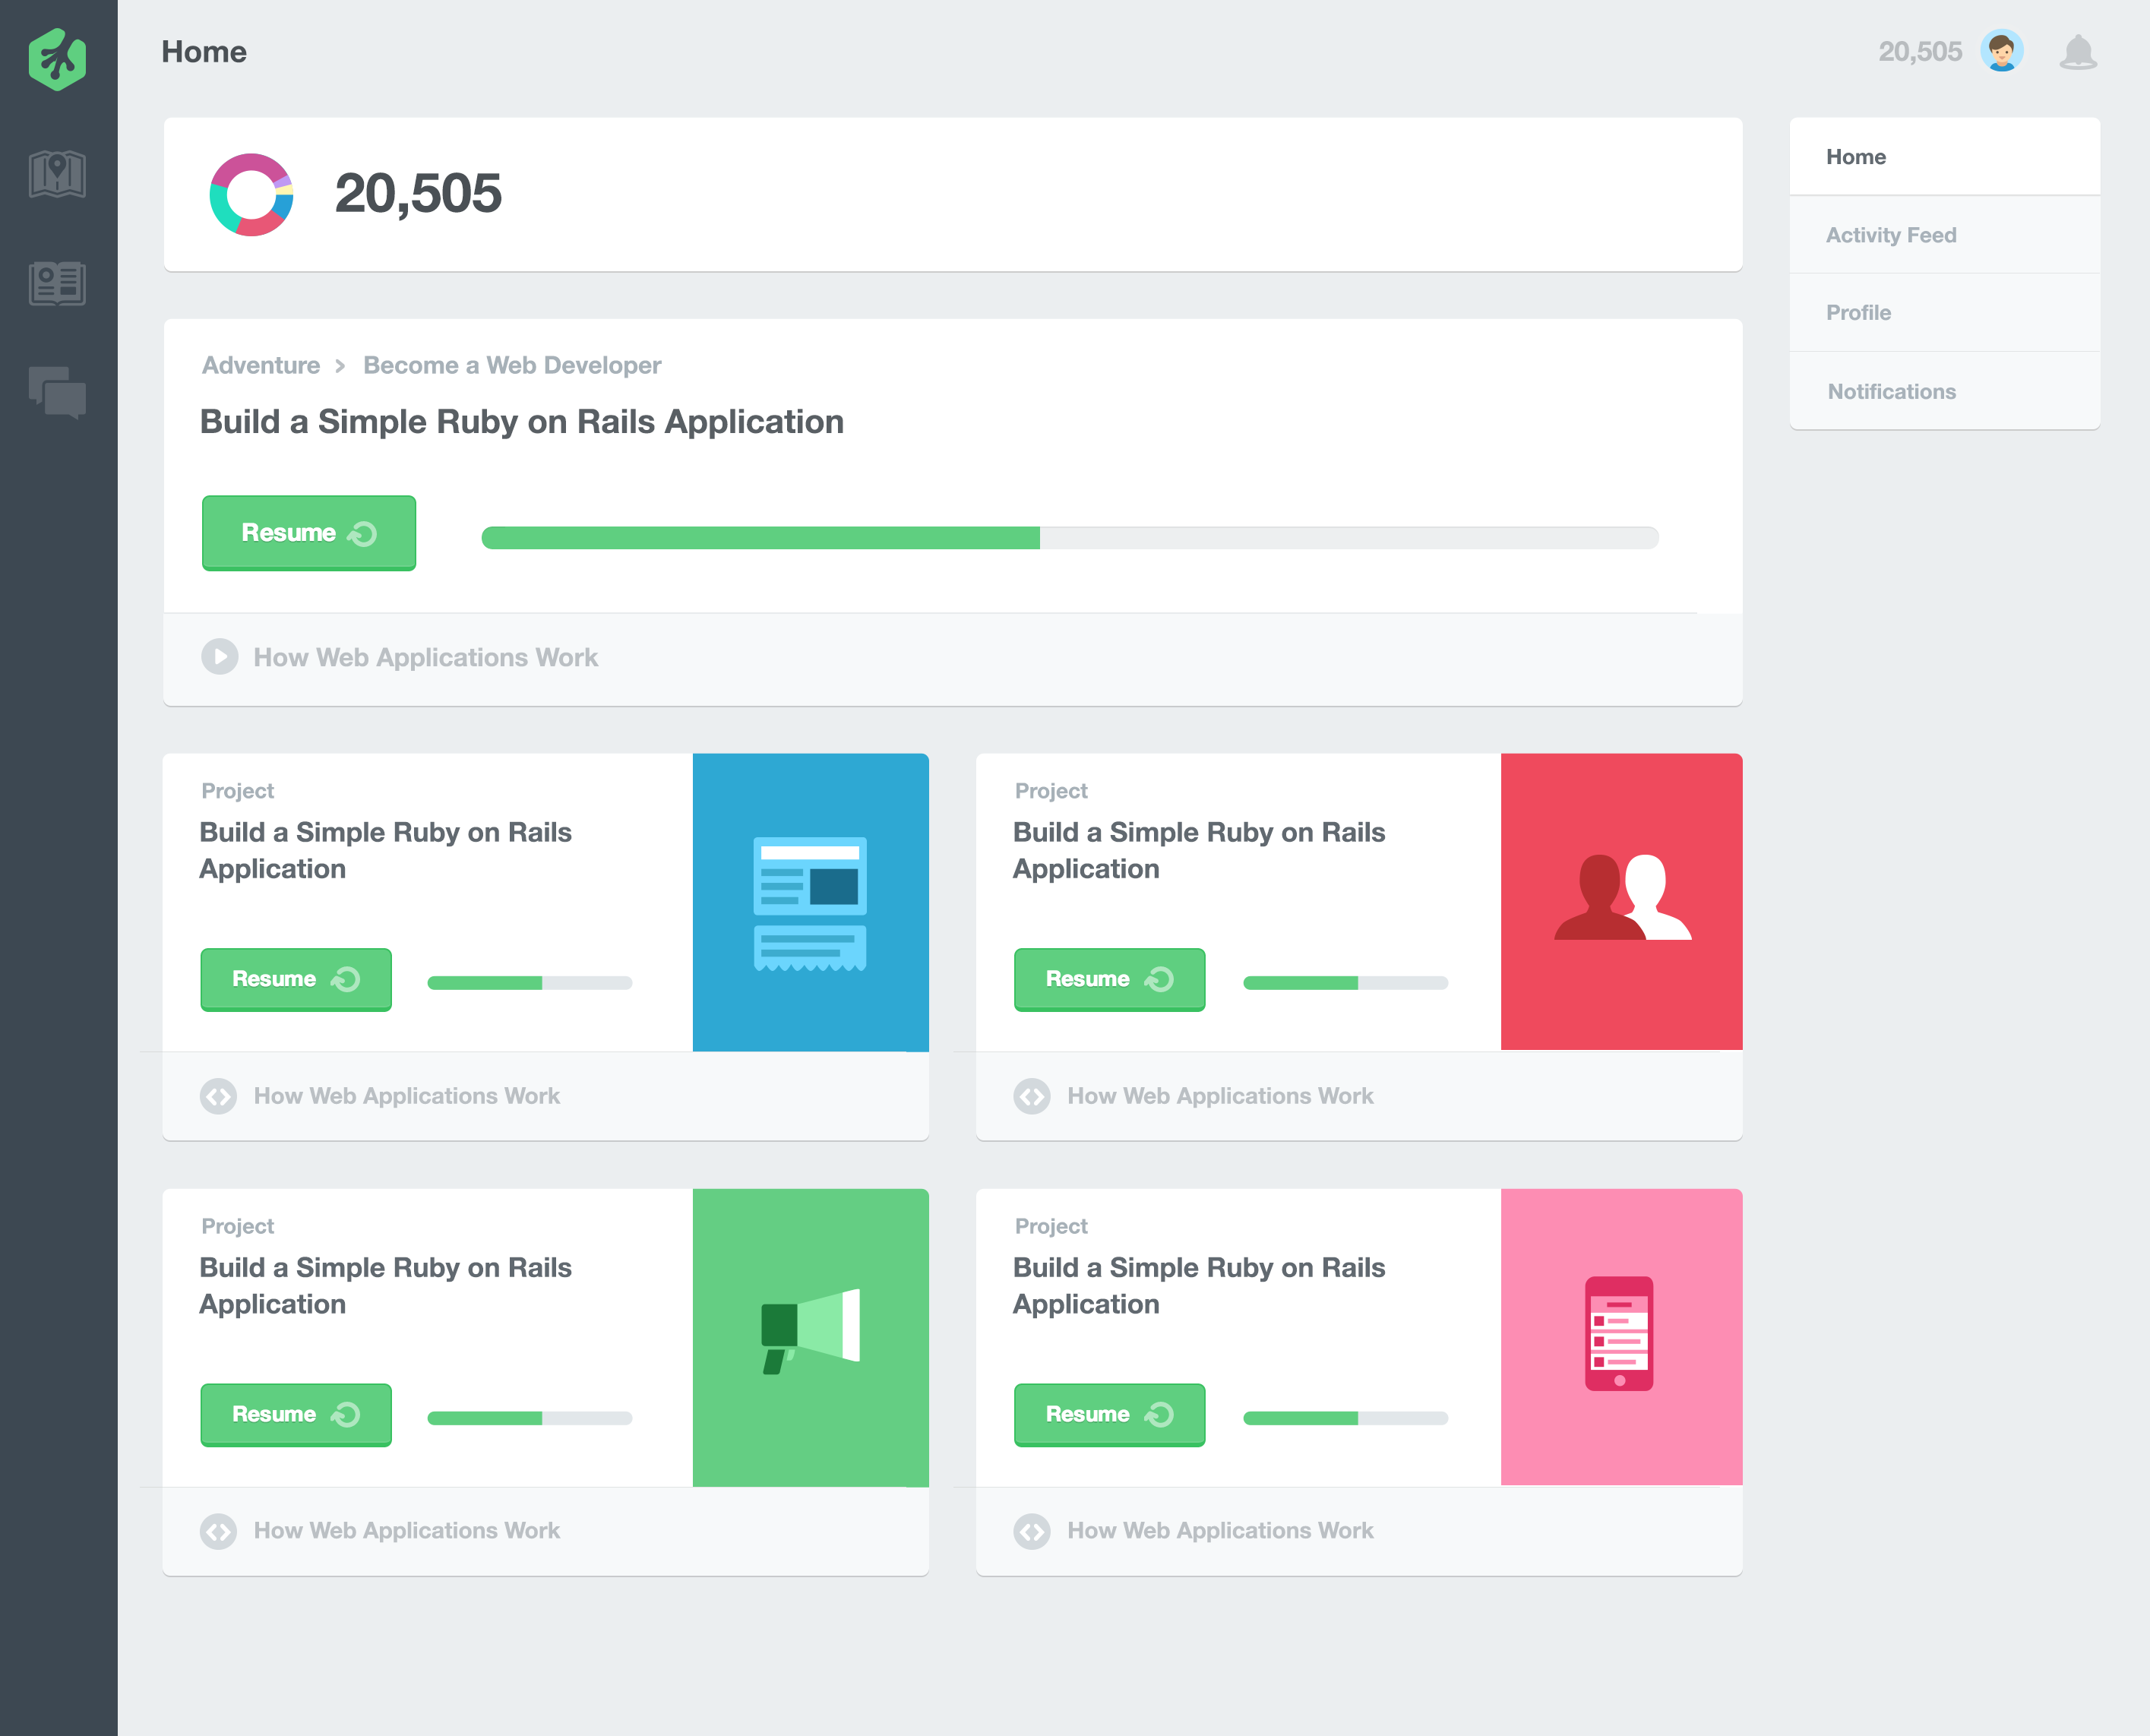 Home
20,505
20,505
Home
Activity Feed
Profile
Notifications
Adventure > Become a Web Developer
Build a Simple Ruby on Rails Application
Resume
How Web Applications Work
Project
Build a Simple Ruby on Rails
Application
Resume
How Web Applications Work
Project
Build a Simple Ruby on Rails
Application
Resume
How Web Applications Work
Project
Build a Simple Ruby on Rails
Application
Resume
How Web Applications Work
Project
Build a Simple Ruby on Rails
Application
Resume
How Web Applications Work